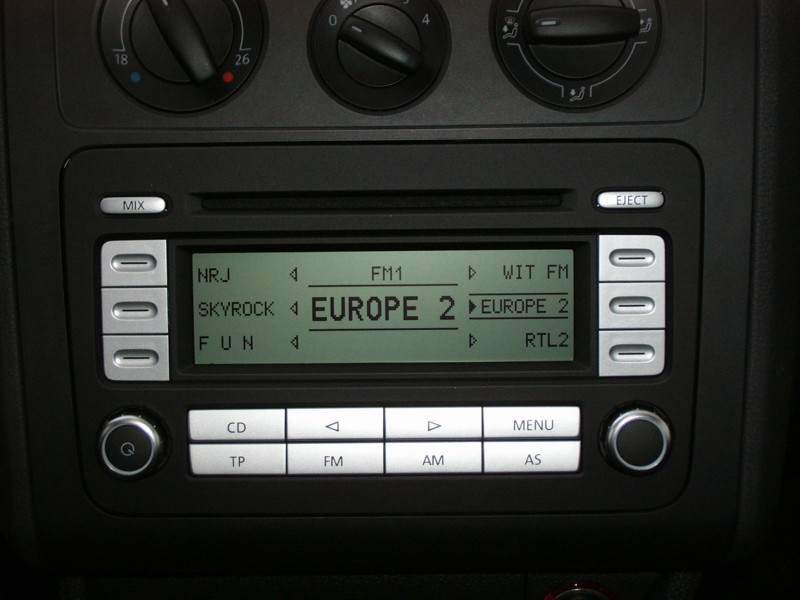 18 26
0 4
MIX EJECT
NRJ FM1 WIT FM
SKYROCK EUROPE 2 EUROPE 2
F U N RTL2
CD MENU
TP FM AM AS